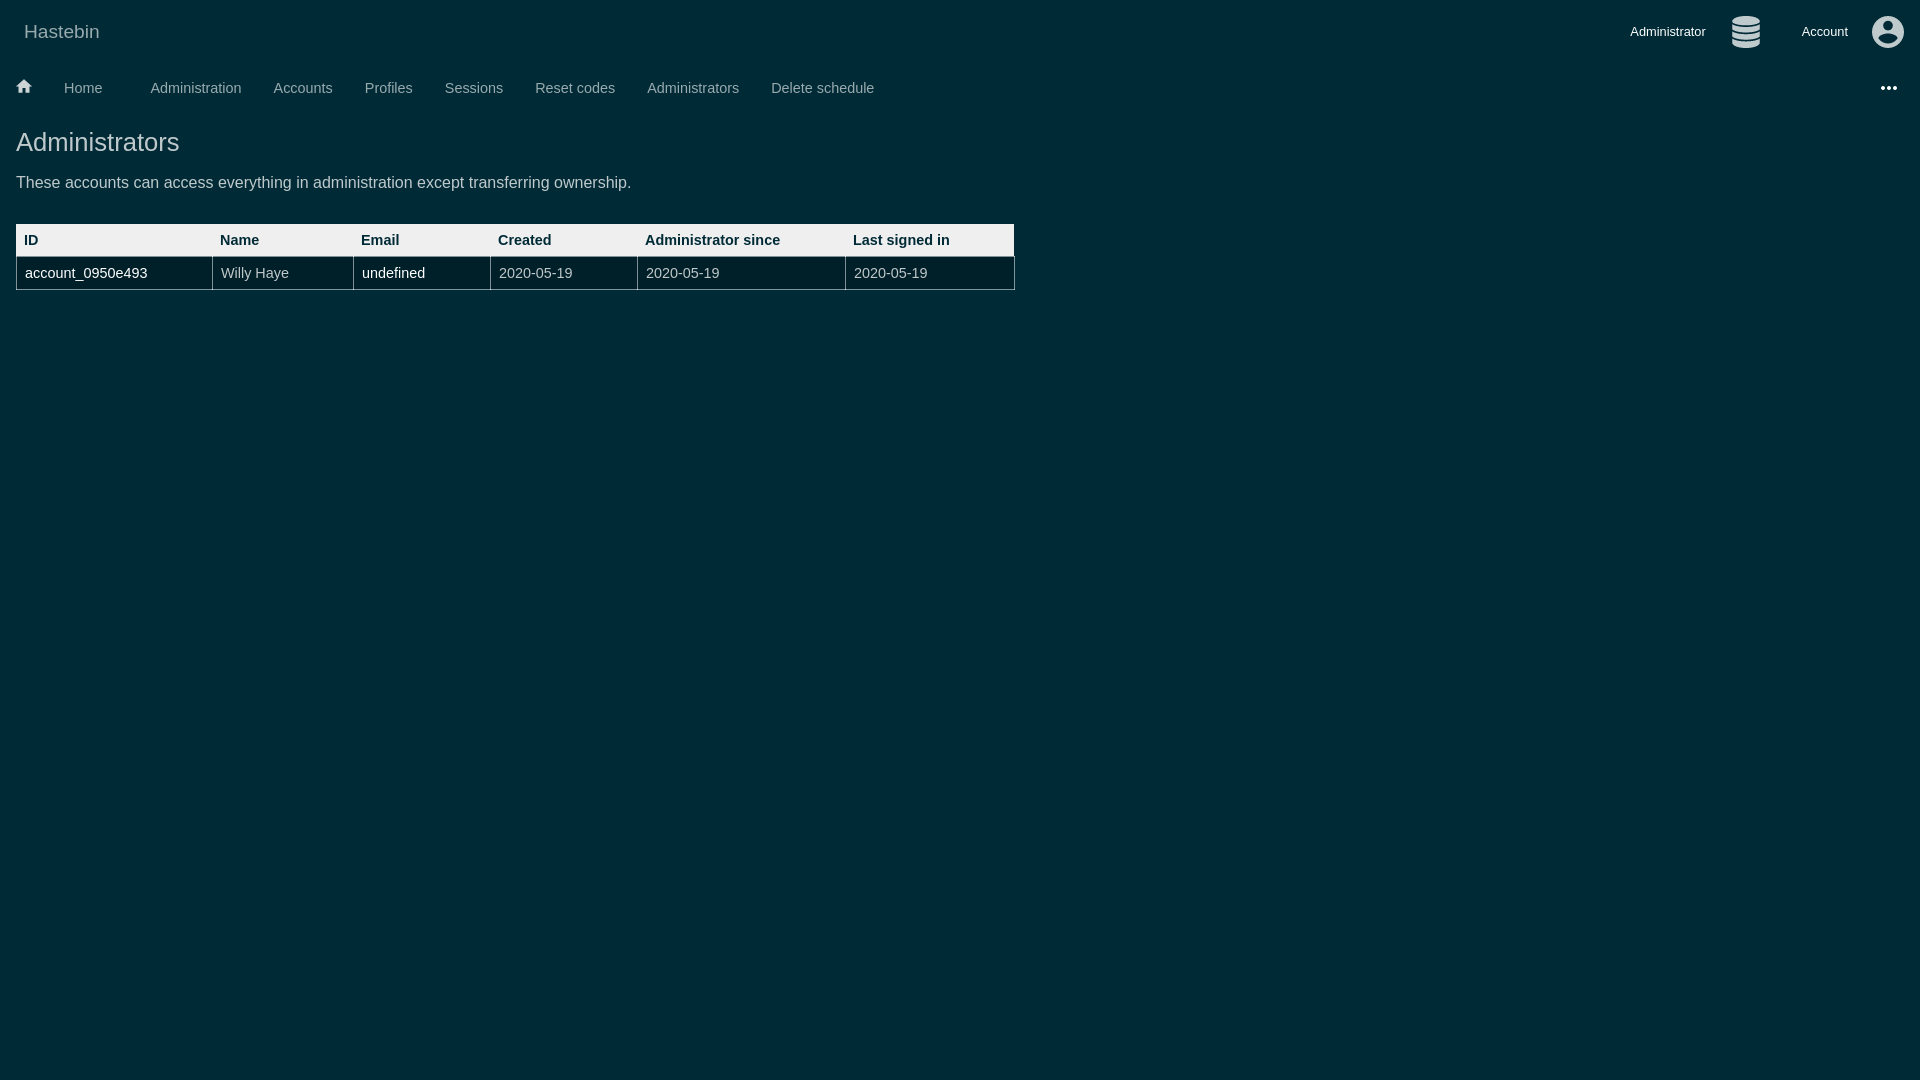 Hastebin
Administrator Account
Home Administration Accounts Profiles Sessions Reset codes Administrators Delete schedule
Administrators
These accounts can access everything in administration except transferring ownership.
ID Name Email Created Administrator since Last signed in
account_0950e493 Willy Haye undefined 2020-05-19 2020-05-19 2020-05-19